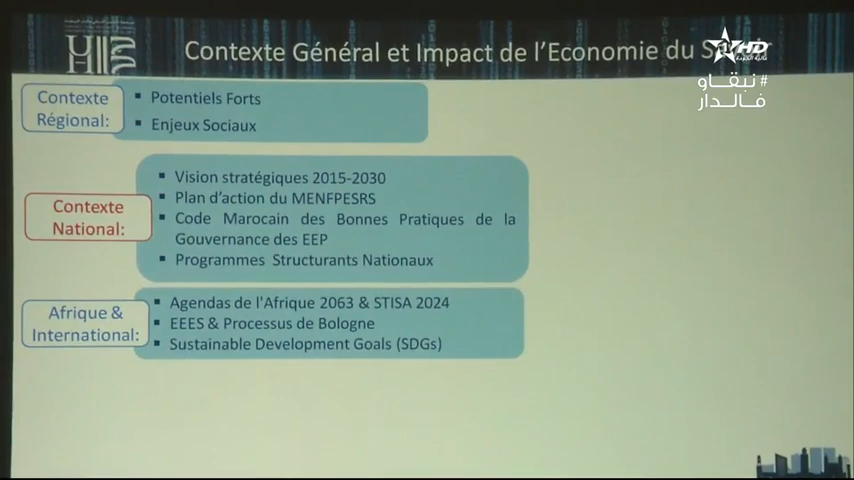 Contexte Général et Impact de l'Economie du
HD
#نبقاو
فالدار
Contexte
Régional:
▪ Potentiels Forts
▪ Enjeux Sociaux
Contexte
National:
▪ Vision stratégiques 2015-2030
▪ Plan d'action du MENFPESRS
▪ Code Marocain des Bonnes Pratiques de la
Gouvernance des EEP
▪ Programmes Structurants Nationaux
Afrique &
International:
▪ Agendas de l'Afrique 2063 & STISA 2024
▪ EEES & Processus de Bologne
▪ Sustainable Development Goals (SDGs)